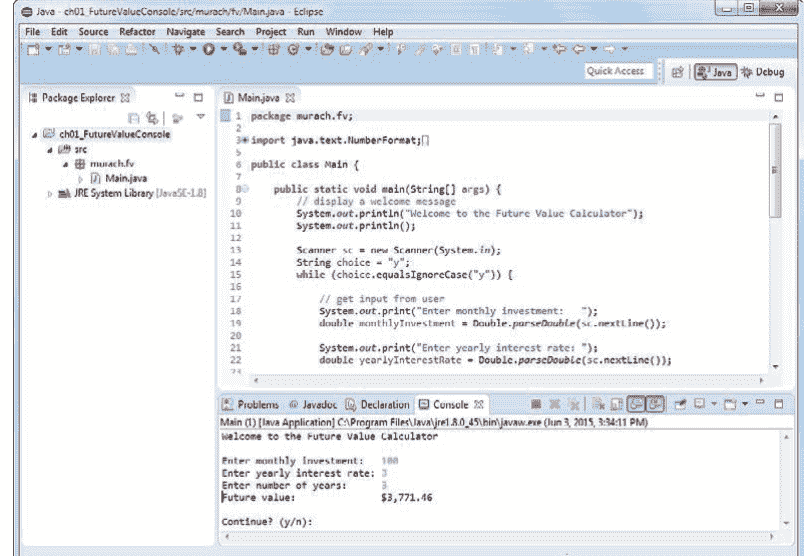 Java - ch01_FutureValueConsole/src/murach/fv/Main.java - Eclipse
File Edit Source Refactor Navigate Search Project Run Window Help
Quick Access
Java
Debug
Package Explorer
ch01_FutureValueConsole
src
murach.fv
Main.java
JRE System Library [JavaSE-1.8]
Main.java
1 package murach.fv;
2
3 import java.text.NumberFormat;
5
6 public class Main {
7
8 public static void main(String[] args) {
9 // display a welcome message
10 System.out.println("Welcome to the Future Value Calculator");
11 System.out.println();
12
13 Scanner sc = new Scanner(System.in);
14 String choice = "y";
15 while (choice.equalsIgnoreCase("y")) {
16
17 // get input from user
18 System.out.print("Enter monthly investment:   ");
19 double monthlyInvestment = Double.parseDouble(sc.nextLine());
20
21 System.out.print("Enter yearly interest rate: ");
22 double yearlyInterestRate = Double.parseDouble(sc.nextLine());
23
Problems Javadoc Declaration Console
Main (1) [Java Application] C:\Program Files\Java\jre1.8.0_45\bin\javaw.exe (Jun 3, 2015, 3:34:11 PM)
Welcome to the Future Value Calculator
Enter monthly investment: 100
Enter yearly interest rate: 3
Enter number of years: 3
Future value: $3,771.46
Continue? (y/n):